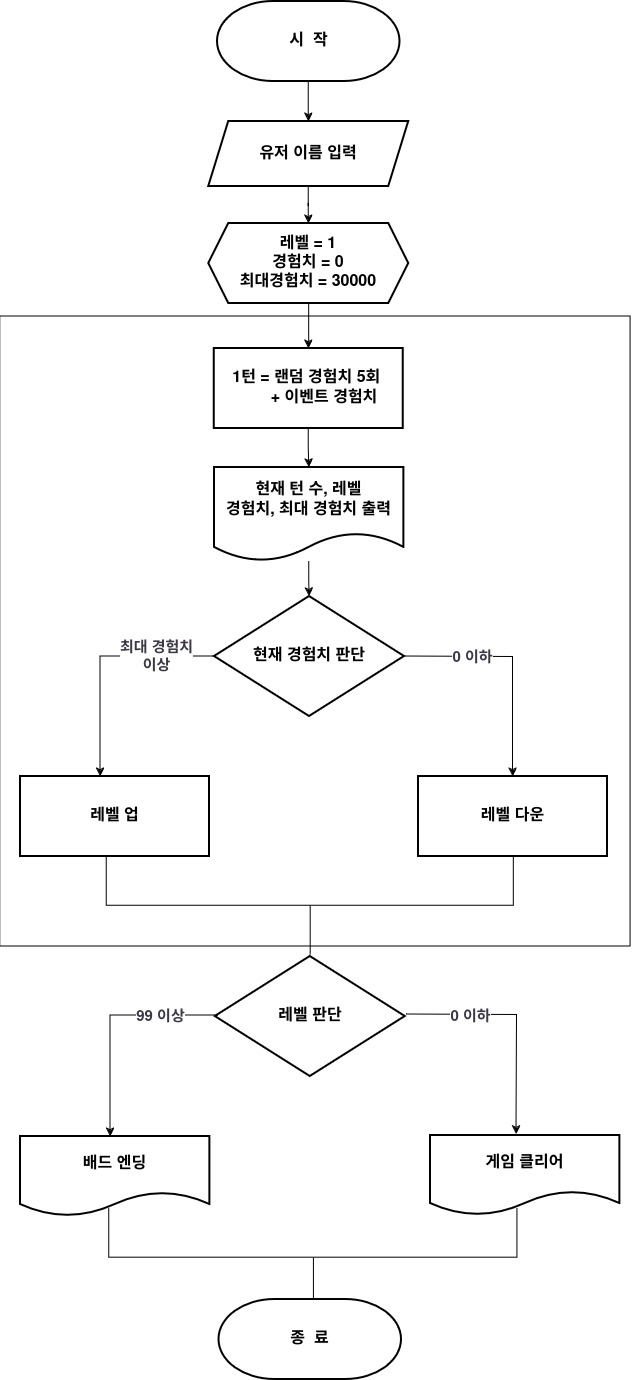 시 작
유저 이름 입력
레벨 = 1
경험치 = 0
최대경험치 = 30000
1턴 = 랜덤 경험치 5회
+ 이벤트 경험치
현재 턴 수, 레벨
경험치, 최대 경험치 출력
현재 경험치 판단
최대 경험치
이상
0 이하
레벨 업
레벨 다운
레벨 판단
99 이상
0 이하
배드 엔딩
게임 클리어
종 료